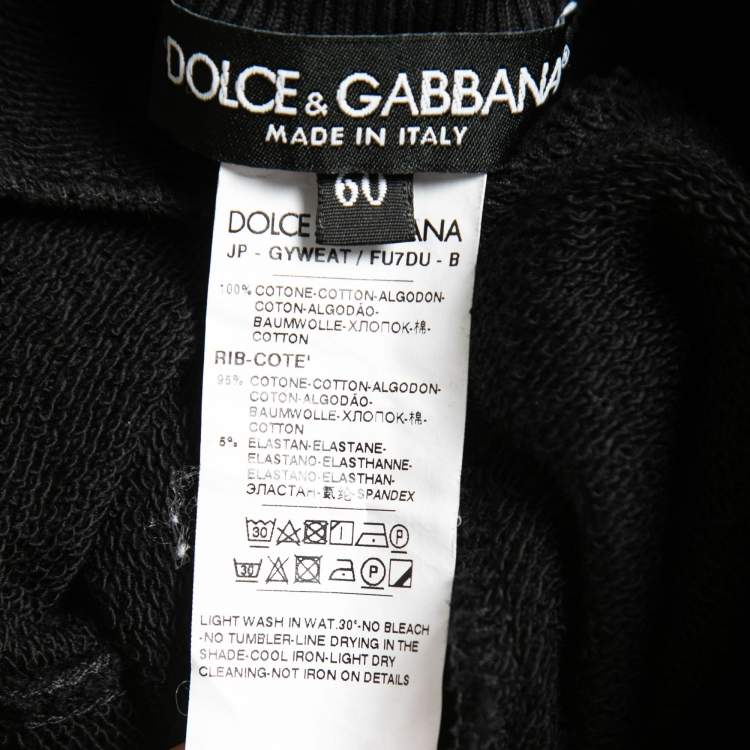 DOLCE & GABBANA
MADE IN ITALY
60
DOLCE ANA
JP - GYWEAT / FU7DU - B
100% COTONE-COTTON-ALGODON-
COTON-ALGODÃO-
BAUMWOLLE-ХЛОПОК-棉-
COTTON
RIB-COTE'
95% COTONE-COTTON-ALGODON-
COTON-ALGODÃO-
BAUMWOLLE-ХЛОПОК-棉-
COTTON
5% ELASTAN-ELASTANE-
ELASTANO-ELASTHANNE-
ELASTANO-ELASTHAN-
ЭЛАСТАН-氨纶-SPANDEX
30 P
30 P
LIGHT WASH IN WAT.30°-NO BLEACH
-NO TUMBLER-LINE DRYING IN THE
SHADE-COOL IRON-LIGHT DRY
CLEANING-NOT IRON ON DETAILS